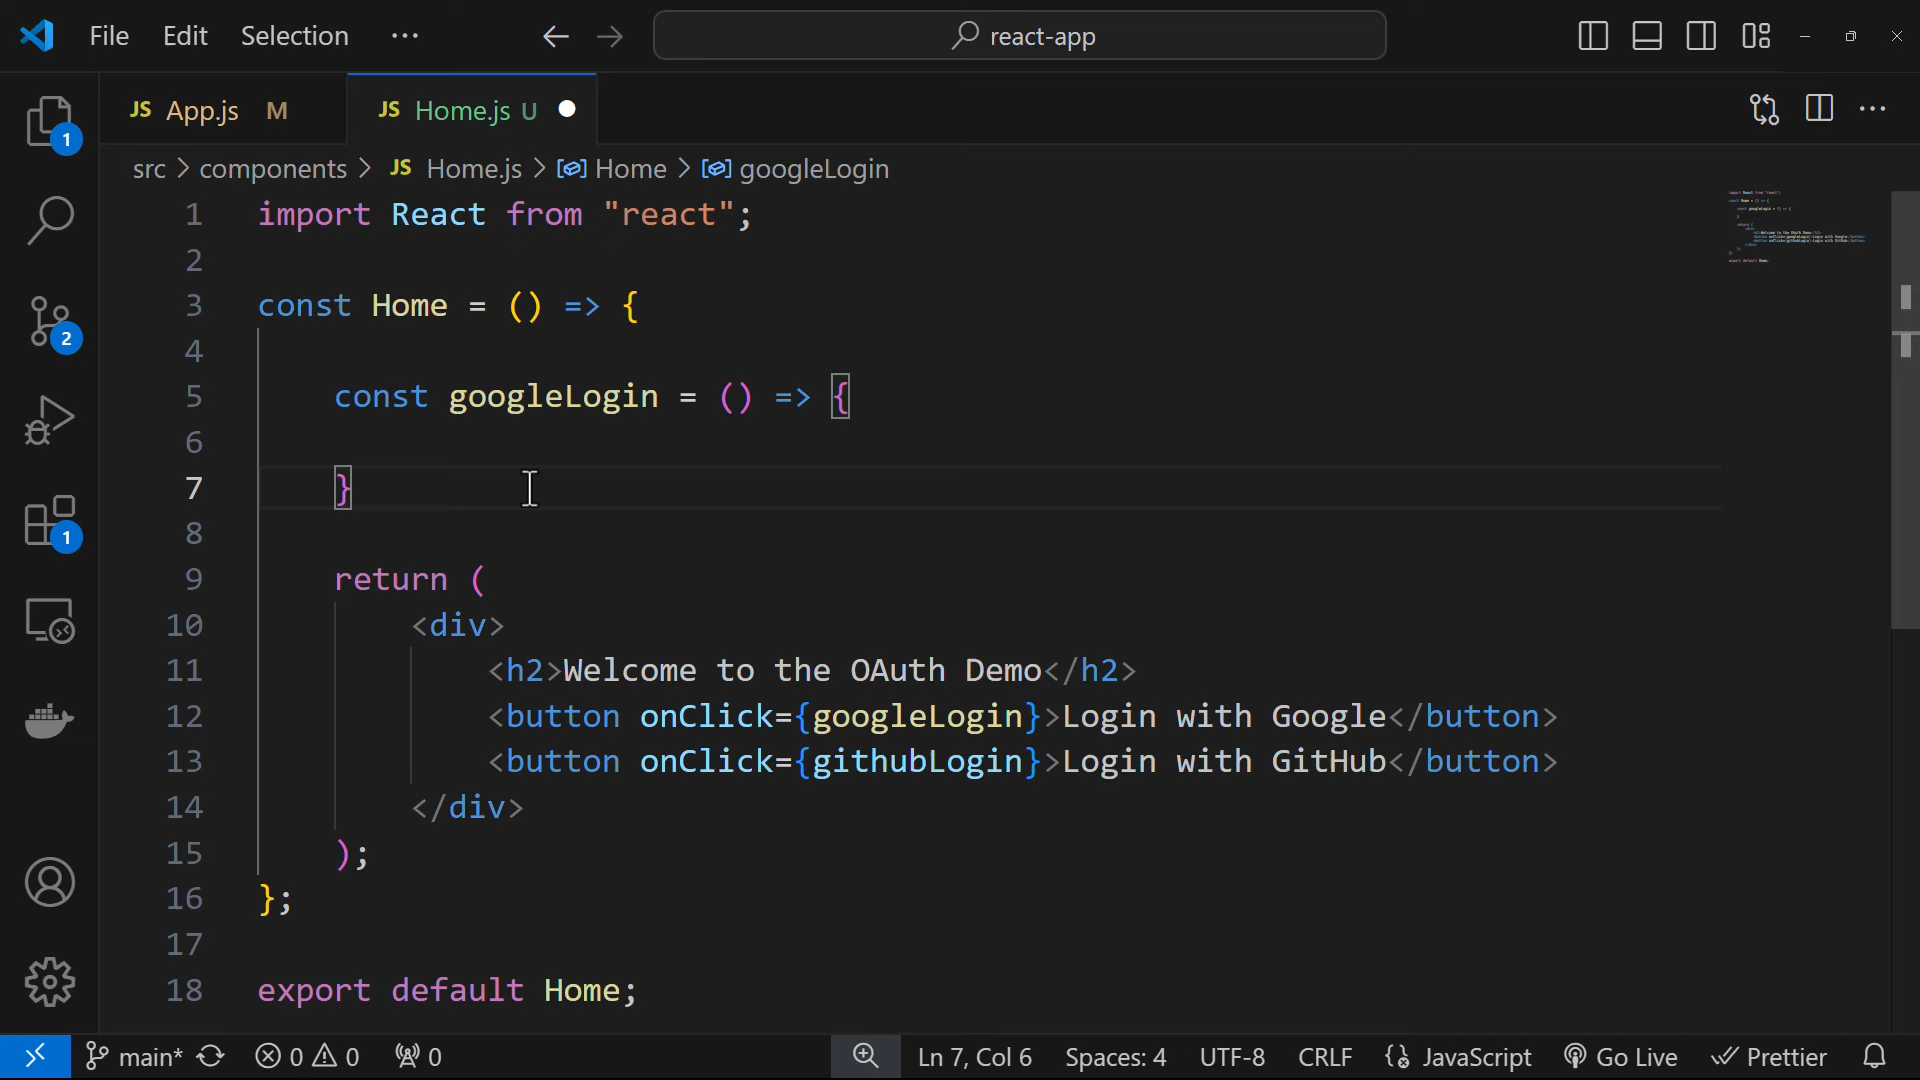 File Edit Selection ··· react-app
JS App.js M JS Home.js U
src > components > JS Home.js > Home > googleLogin
1 import React from "react";
2
3 const Home = () => {
4
5 const googleLogin = () => {
6
7 }
8
9 return (
10 <div>
11 <h2>Welcome to the OAuth Demo</h2>
12 <button onClick={googleLogin}>Login with Google</button>
13 <button onClick={githubLogin}>Login with GitHub</button>
14 </div>
15 );
16 };
17
18 export default Home;
1
2
1
main* 0 0 0 Ln 7, Col 6 Spaces: 4 UTF-8 CRLF JavaScript Go Live Prettier